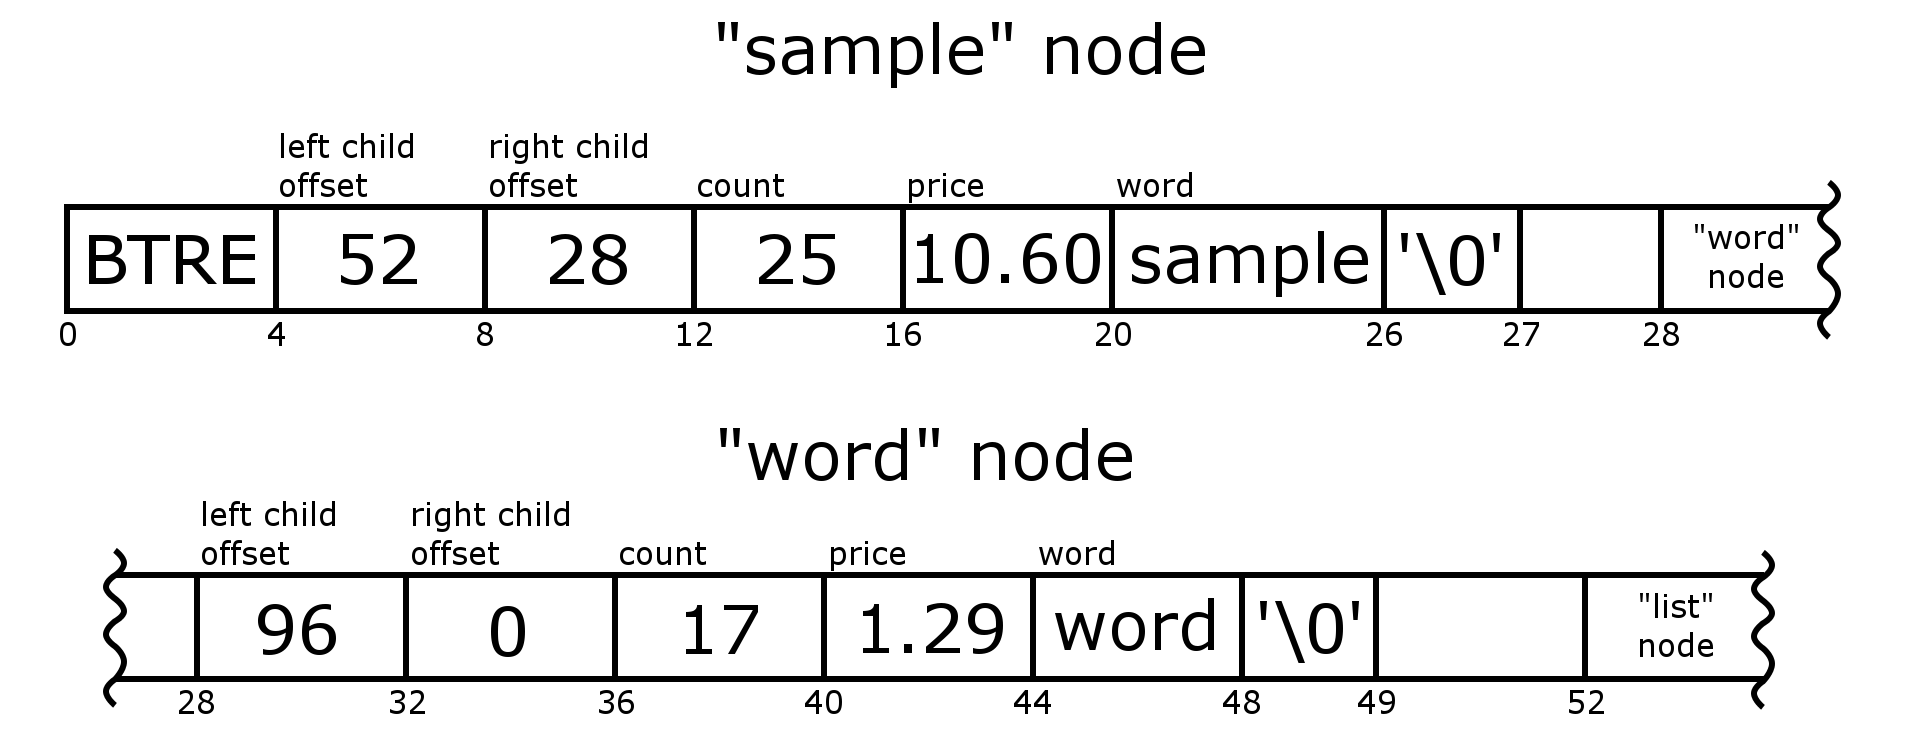 "sample" node
left child right child
offset offset count price word
BTRE 52 28 25 10.60 sample '\0' "word"
node
0 4 8 12 16 20 26 27 28
"word" node
left child right child
offset offset count price word
96 0 17 1.29 word '\0' "list"
node
28 32 36 40 44 48 49 52